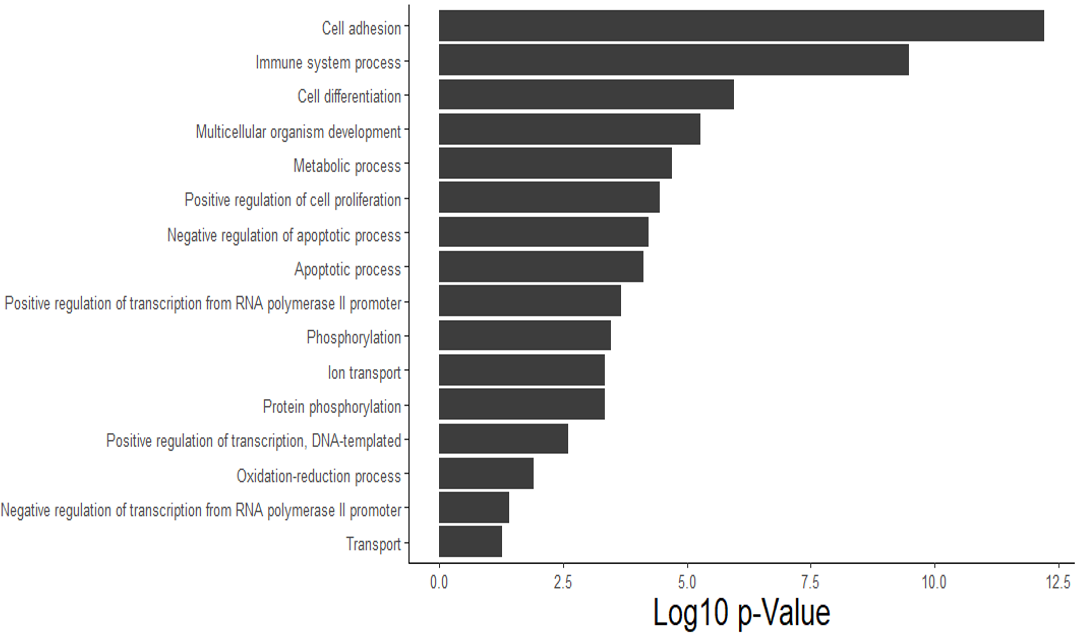 Cell adhesion
Immune system process
Cell differentiation
Multicellular organism development
Metabolic process
Positive regulation of cell proliferation
Negative regulation of apoptotic process
Apoptotic process
Positive regulation of transcription from RNA polymerase II promoter
Phosphorylation
Ion transport
Protein phosphorylation
Positive regulation of transcription, DNA-templated
Oxidation-reduction process
Negative regulation of transcription from RNA polymerase II promoter
Transport
0.0 2.5 5.0 7.5 10.0 12.5
Log10 p-Value